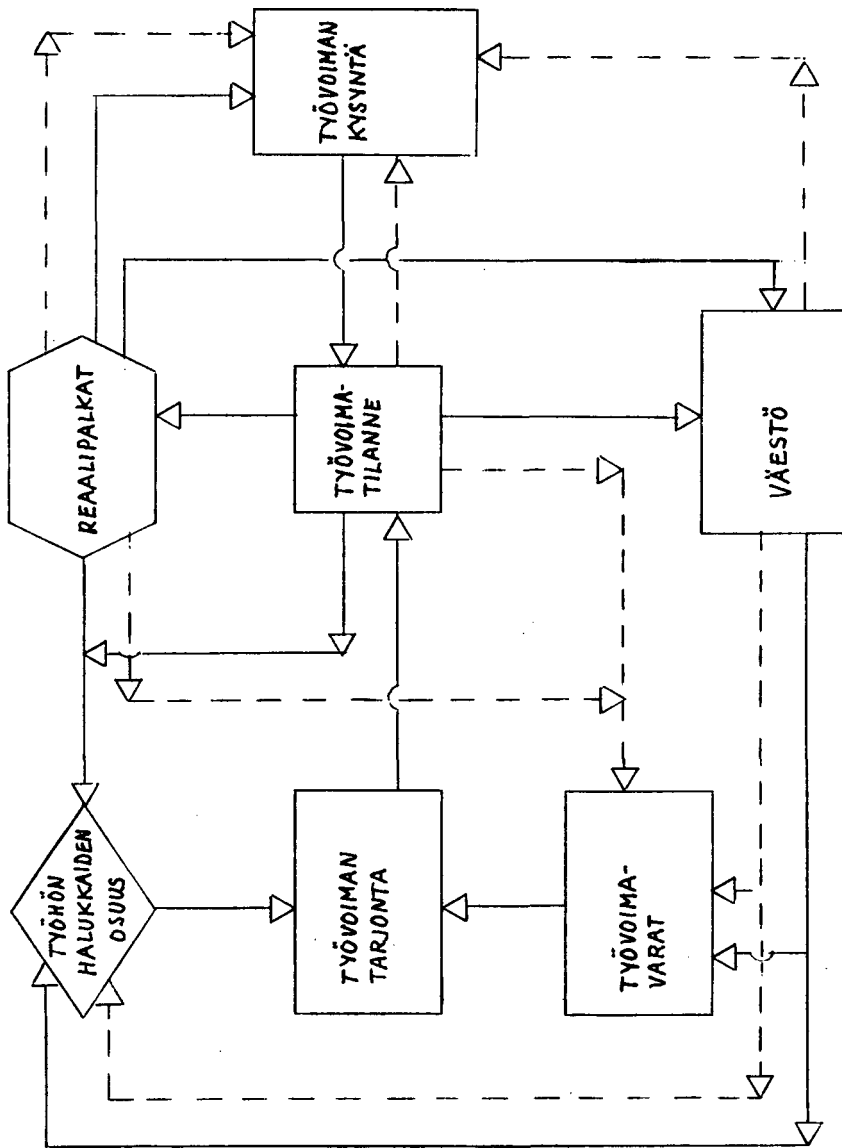 TYÖHÖN
HALUKKAIDEN
OSUUS
REAALIPALKAT
TYÖVOIMAN
TARJONTA
TYÖVOIMA-
TILANNE
TYÖVOIMAN
KYSYNTÄ
TYÖVOIMA-
VARAT
VÄESTÖ